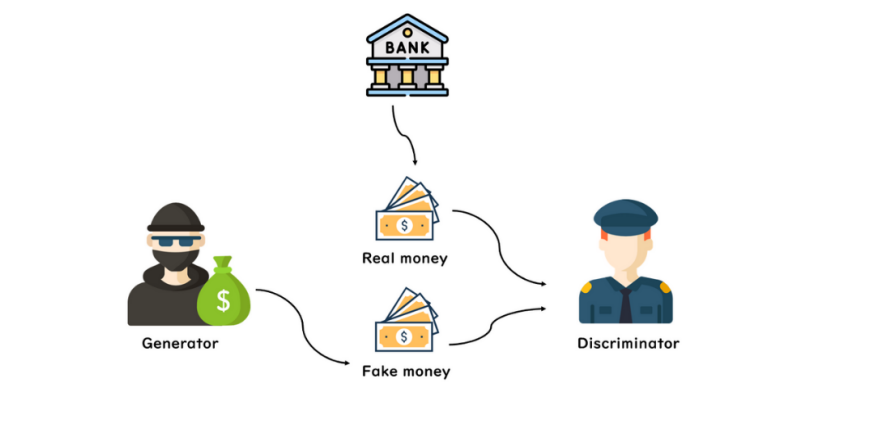 BANK
$
Real money
$
$
Generator
Fake money
Discriminator